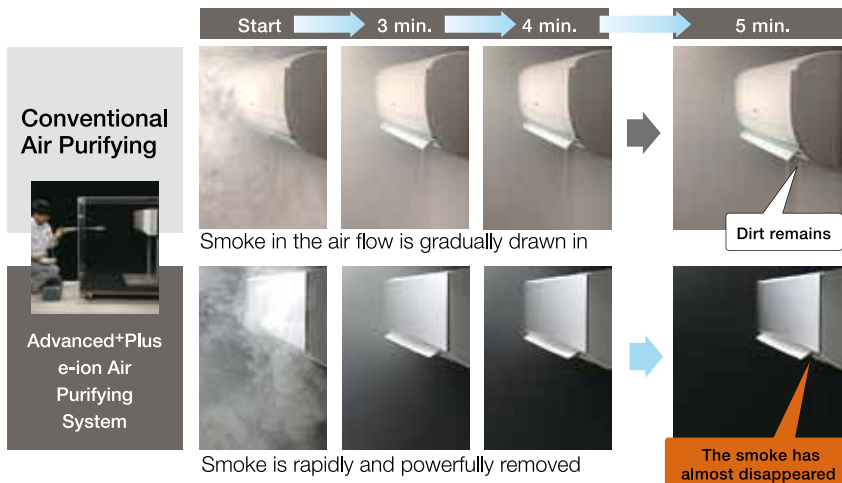 Start
3 min.
4 min.
5 min.
Conventional
Air Purifying
Dirt remains
Smoke in the air flow is gradually drawn in
Advanced+Plus
e-ion Air
Purifying
System
The smoke has
almost disappeared
Smoke is rapidly and powerfully removed